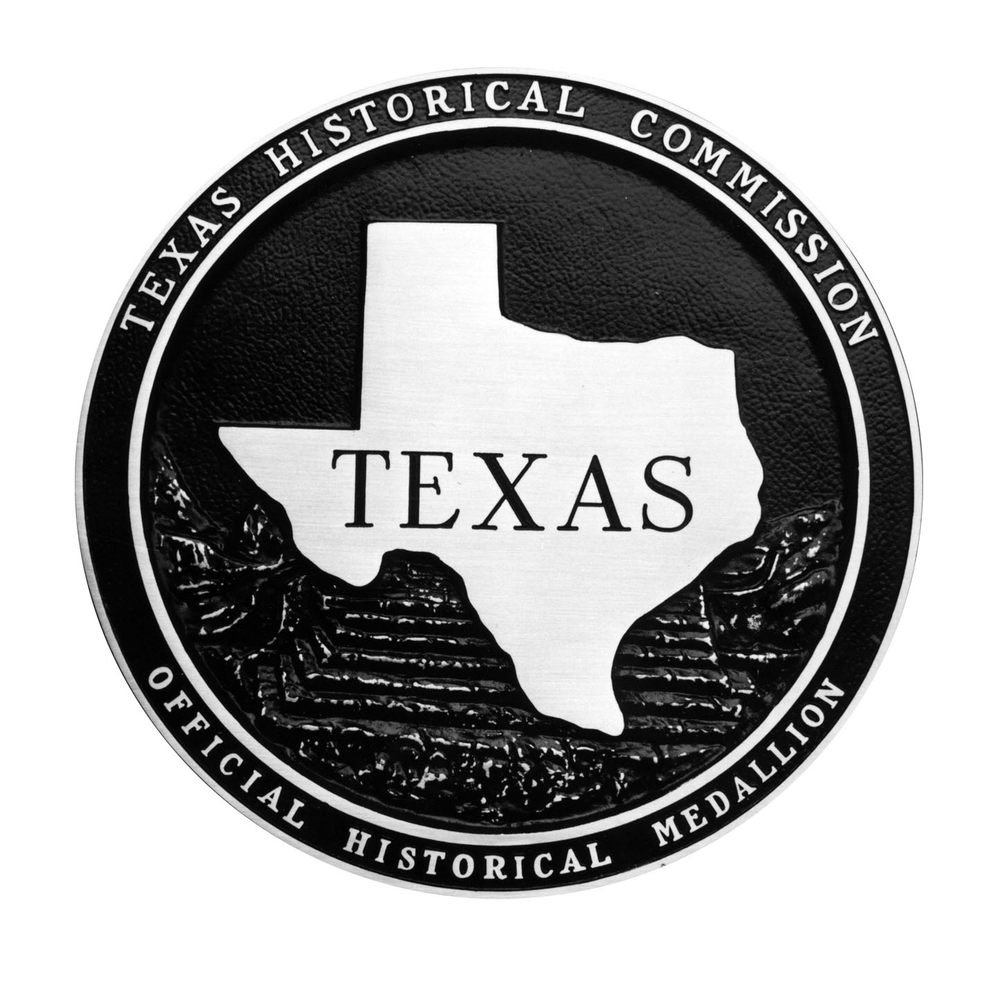 TEXAS HISTORICAL COMMISSION
TEXAS
OFFICIAL HISTORICAL MEDALLION